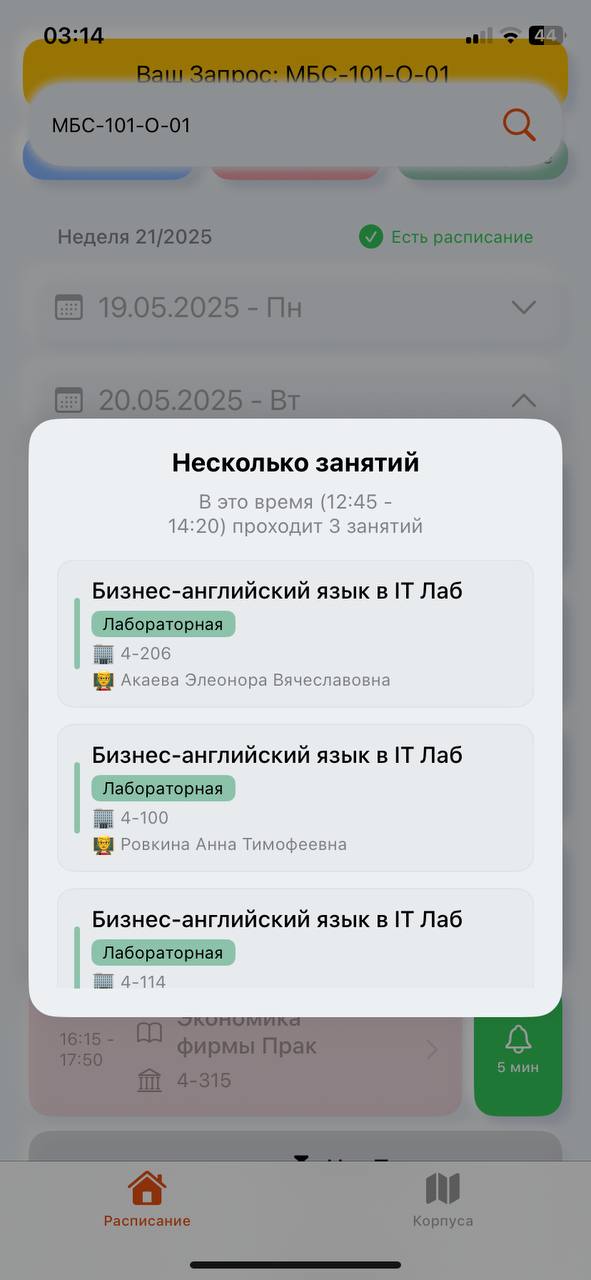 03:14
44
Ваш Запрос: МБС-101-О-01
МБС-101-О-01
Неделя 21/2025
Есть расписание
19.05.2025 - Пн
20.05.2025 - Вт
Несколько занятий
В это время (12:45 -
14:20) проходит 3 занятий
Бизнес-английский язык в IT Лаб
Лабораторная
4-206
Акаева Элеонора Вячеславовна
Бизнес-английский язык в IT Лаб
Лабораторная
4-100
Ровкина Анна Тимофеевна
Бизнес-английский язык в IT Лаб
Лабораторная
4-114
16:15 -
17:50
Экономика
фирмы Прак
4-315
5 мин
Расписание
Корпуса